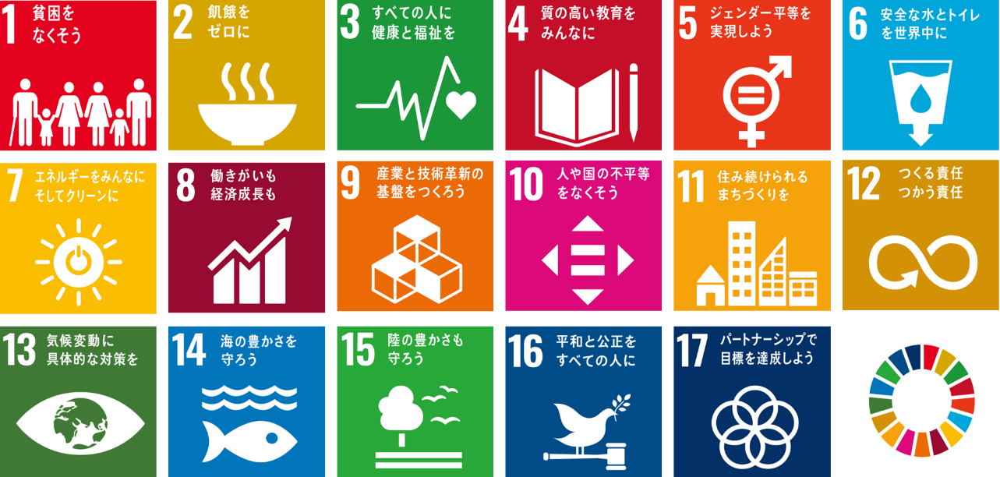 1 貧困を
なくそう
2 飢餓を
ゼロに
3 すべての人に
健康と福祉を
4 質の高い教育を
みんなに
5 ジェンダー平等を
実現しよう
6 安全な水とトイレ
を世界中に
7 エネルギーをみんなに
そしてクリーンに
8 働きがいも
経済成長も
9 産業と技術革新の
基盤をつくろう
10 人や国の不平等
をなくそう
11 住み続けられる
まちづくりを
12 つくる責任
つかう責任
13 気候変動に
具体的な対策を
14 海の豊かさを
守ろう
15 陸の豊かさも
守ろう
16 平和と公正を
すべての人に
17 パートナーシップで
目標を達成しよう